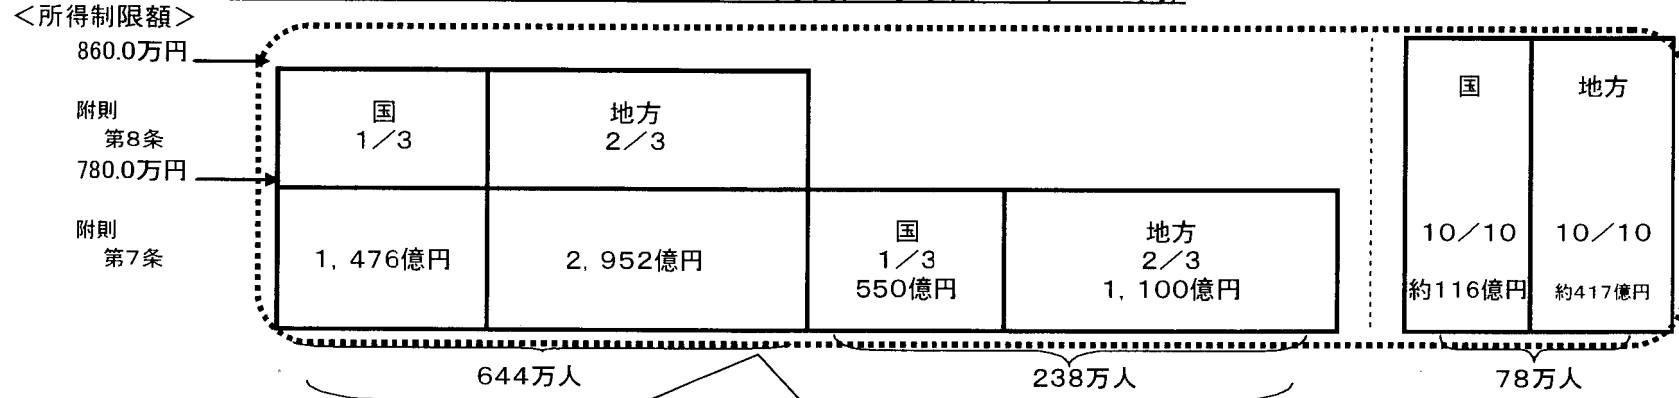 ＜所得制限額＞
860.0万円
附則
第8条
780.0万円
附則
第7条
国
1／3
地方
2／3
1,476億円
2,952億円
国
1／3
550億円
地方
2／3
1,100億円
国
10／10
約116億円
地方
10／10
約417億円
644万人
238万人
78万人